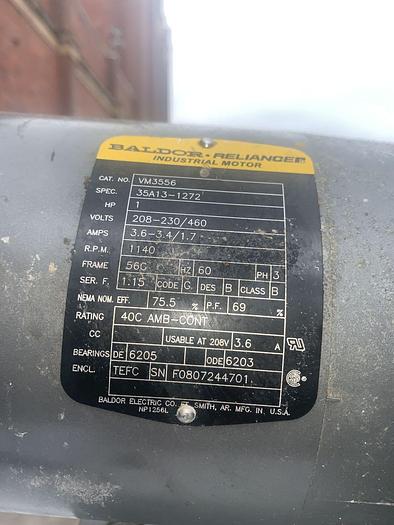 BALDOR • RELIANCER
INDUSTRIAL MOTOR
CAT. NO. VM3556
SPEC. 35A13-1272
HP 1
VOLTS 208-230/460
AMPS 3.6-3.4/1.7
R.P.M. 1140
FRAME 56C HZ 60 PH 3
SER. F. 1.15 CODE G DES B CLASS B
NEMA NOM. EFF. 75.5 % P.F. 69 %
RATING 40C AMB-CONT
CC USABLE AT 208V 3.6 A
BEARINGS DE 6205 ODE 6203
ENCL. TEFC SN F0807244701
BALDOR ELECTRIC CO. FT. SMITH, AR. MFG. IN U.S.A.
NP1256L